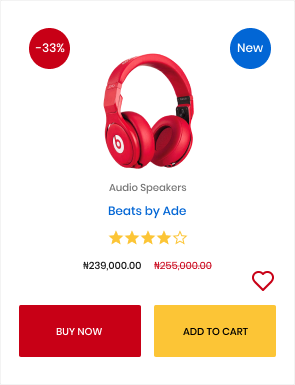 -33%
New
b
Audio Speakers
Beats by Ade
₦239,000.00 ₦255,000.00
BUY NOW
ADD TO CART